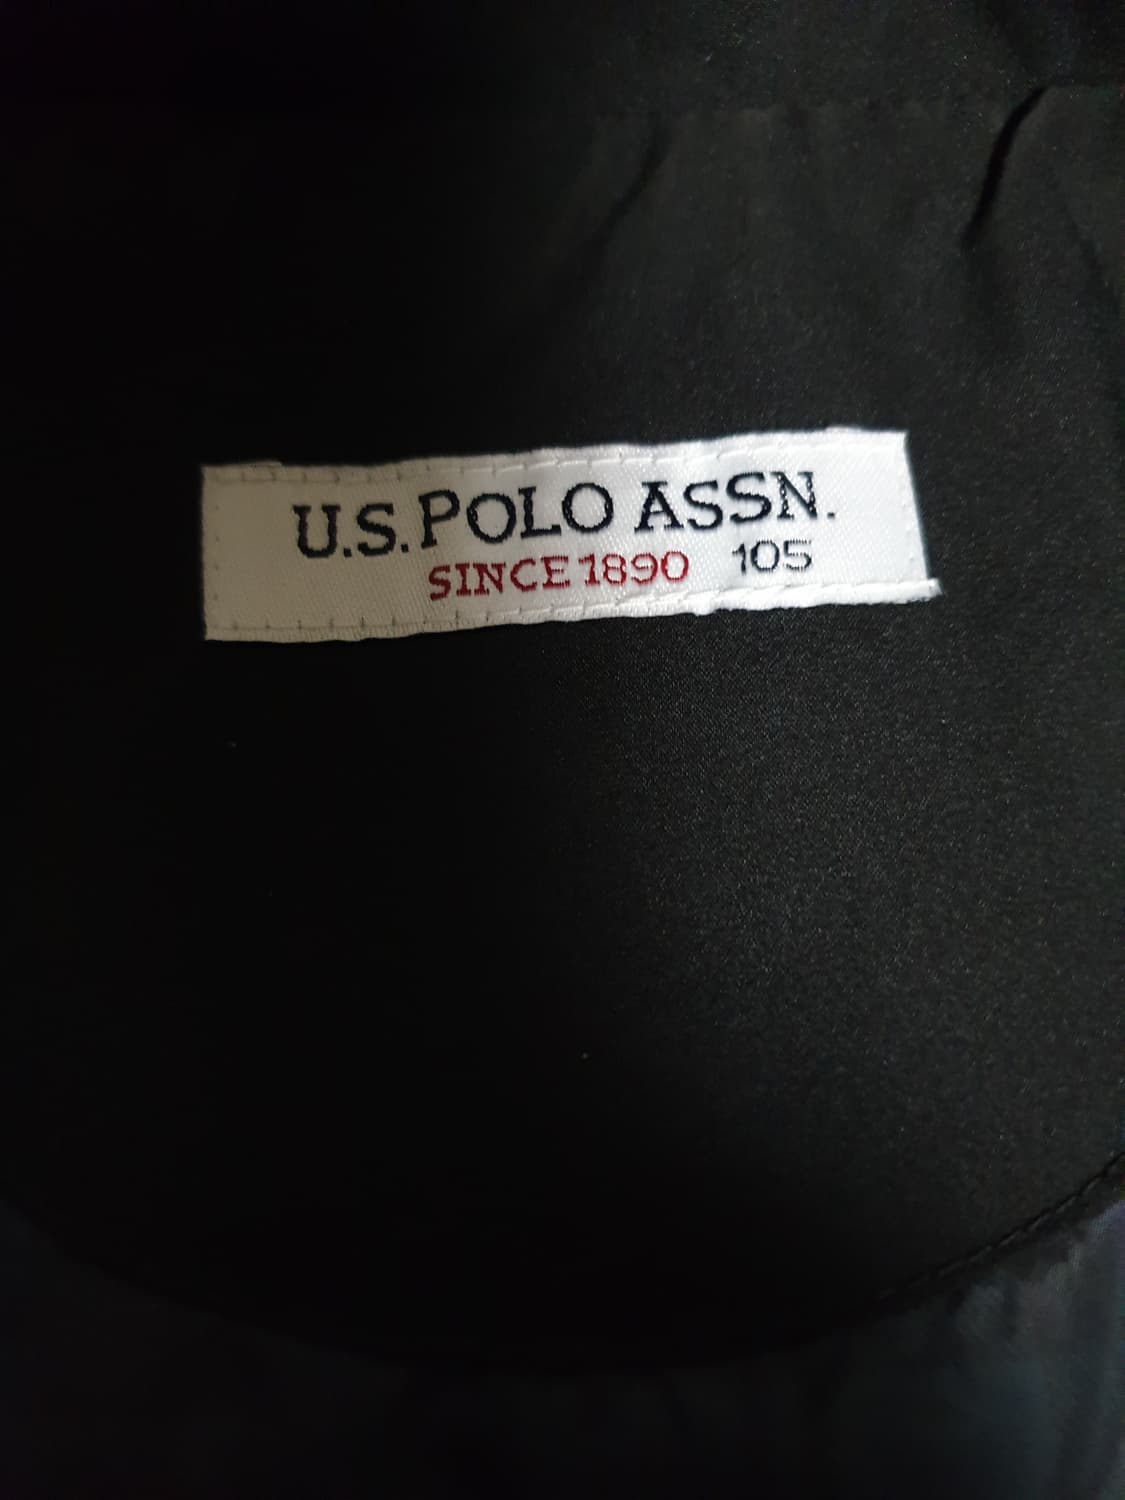 U.S. POLO ASSN.
SINCE 1890 105